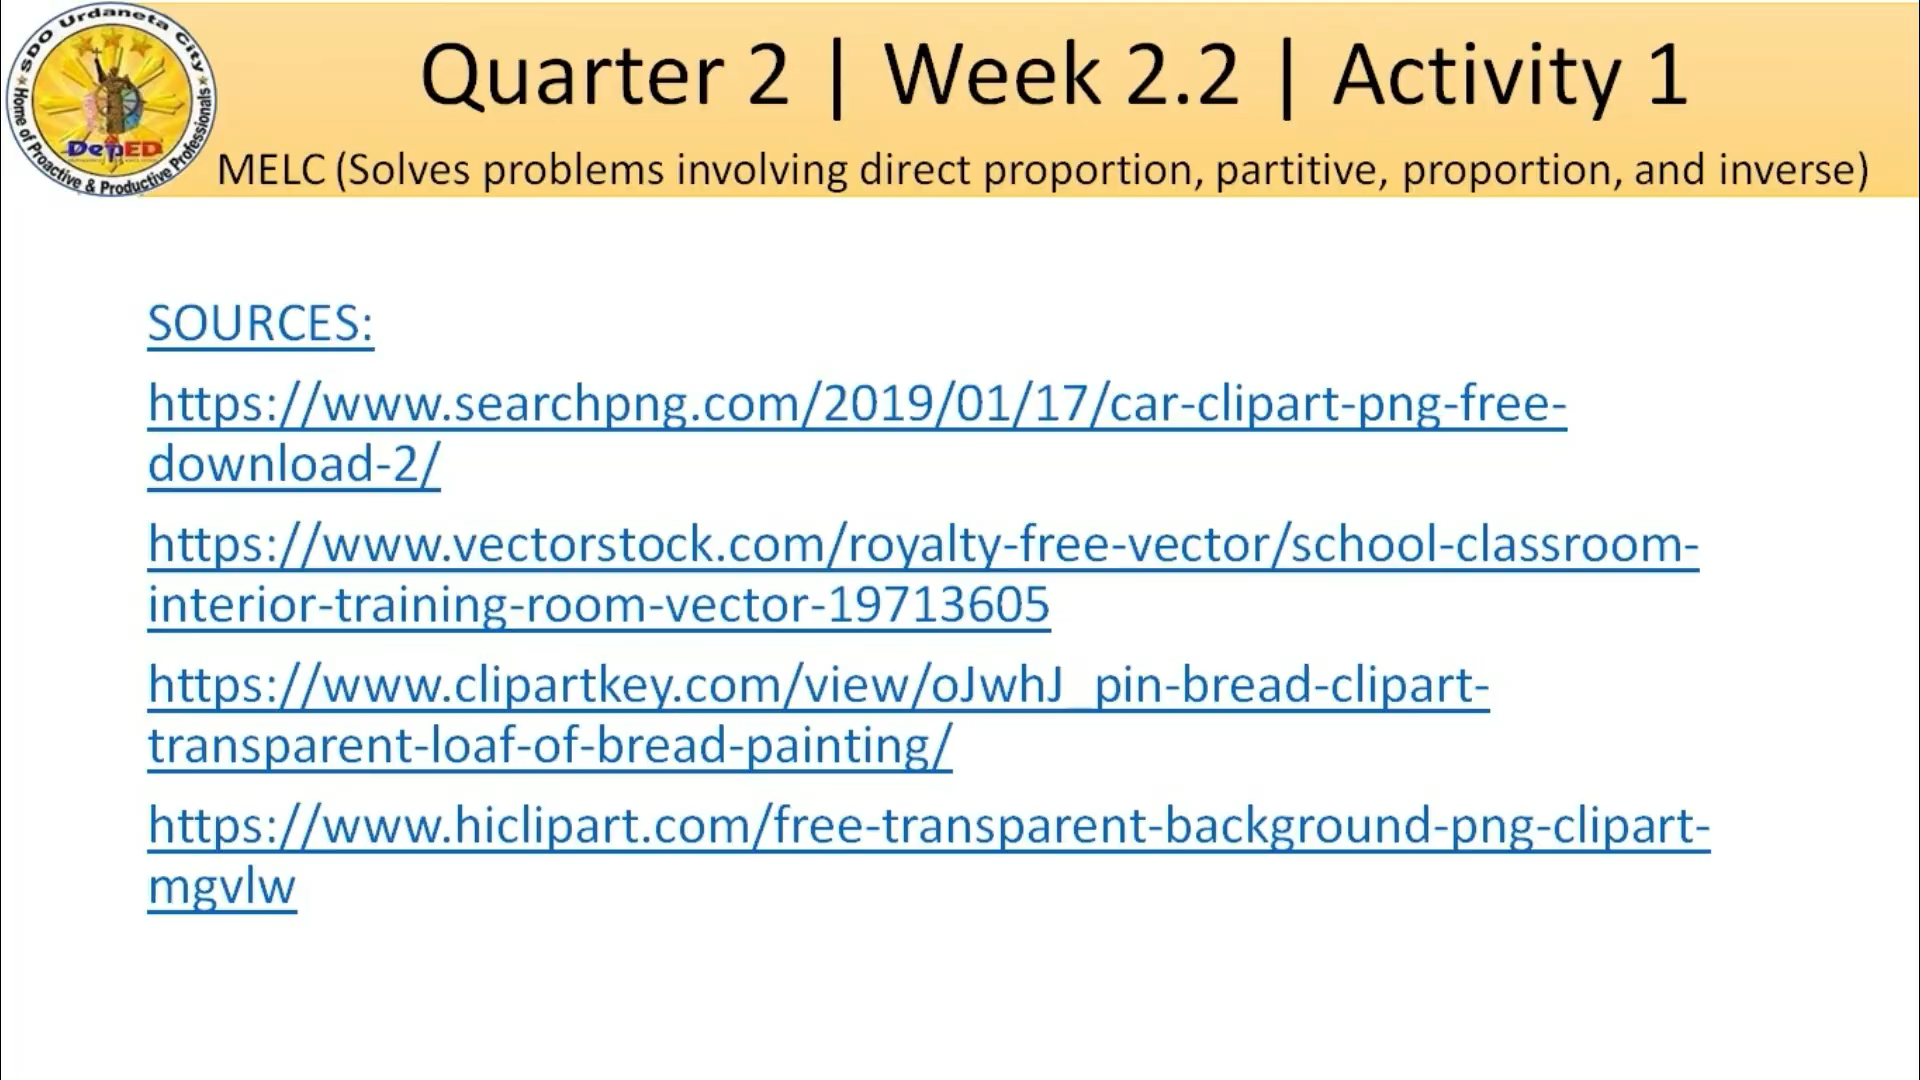 SDO Urdaneta City
Home of Proactive & Productive Professionals
DepED
Quarter 2 | Week 2.2 | Activity 1
MELC (Solves problems involving direct proportion, partitive, proportion, and inverse)
SOURCES:
https://www.searchpng.com/2019/01/17/car-clipart-png-free-
download-2/
https://www.vectorstock.com/royalty-free-vector/school-classroom-
interior-training-room-vector-19713605
https://www.clipartkey.com/view/oJwhJ_pin-bread-clipart-
transparent-loaf-of-bread-painting/
https://www.hiclipart.com/free-transparent-background-png-clipart-
mgvlw